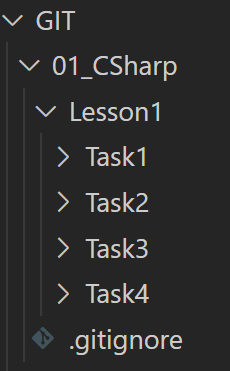 GIT
01_CSharp
Lesson1
Task1
Task2
Task3
Task4
.gitignore